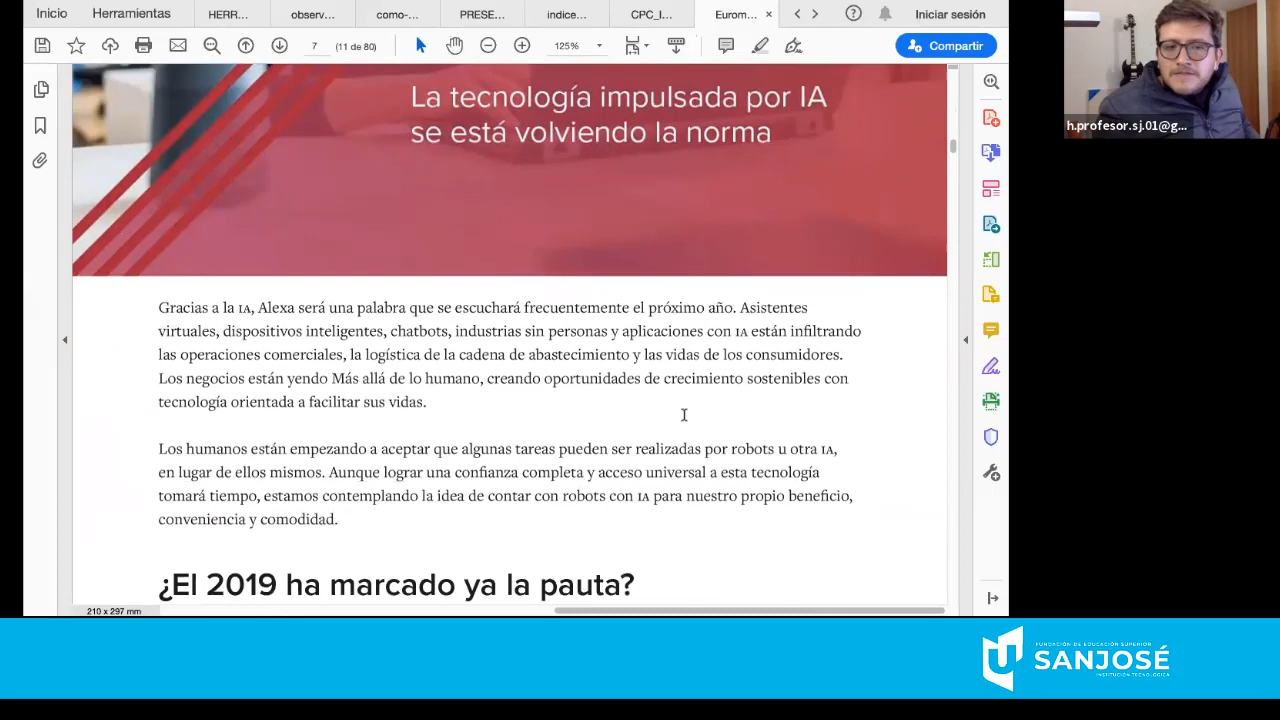 Inicio Herramientas HERR... observ... como-... PRESE... índice... CPC_I... Eurom... × Iniciar sesión
7 (11 de 80) 125% Compartir
h.profesor.sj.01@g...
La tecnología impulsada por IA
se está volviendo la norma
Gracias a la IA, Alexa será una palabra que se escuchará frecuentemente el próximo año. Asistentes
virtuales, dispositivos inteligentes, chatbots, industrias sin personas y aplicaciones con IA están infiltrando
las operaciones comerciales, la logística de la cadena de abastecimiento y las vidas de los consumidores.
Los negocios están yendo Más allá de lo humano, creando oportunidades de crecimiento sostenibles con
tecnología orientada a facilitar sus vidas.
Los humanos están empezando a aceptar que algunas tareas pueden ser realizadas por robots u otra IA,
en lugar de ellos mismos. Aunque lograr una confianza completa y acceso universal a esta tecnología
tomará tiempo, estamos contemplando la idea de contar con robots con IA para nuestro propio beneficio,
conveniencia y comodidad.
¿El 2019 ha marcado ya la pauta?
210 x 297 mm
FUNDACIÓN DE EDUCACIÓN SUPERIOR
SANJOSÉ
INSTITUCIÓN TECNOLÓGICA